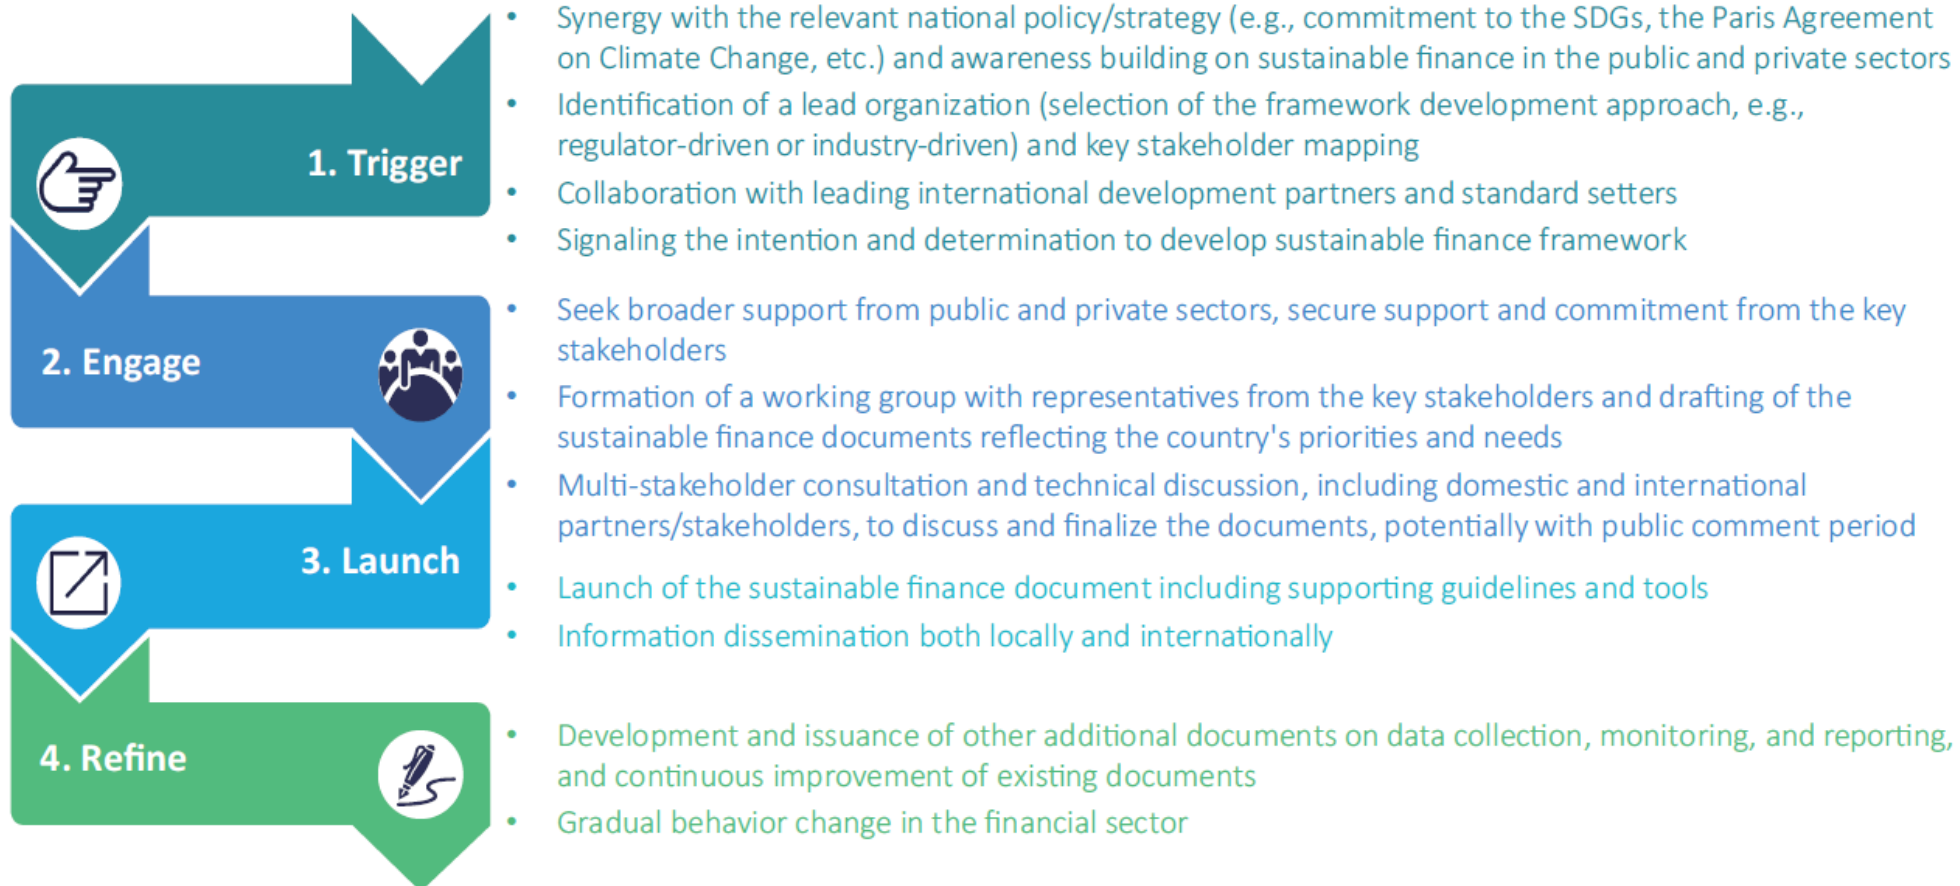 1. Trigger
• Synergy with the relevant national policy/strategy (e.g., commitment to the SDGs, the Paris Agreement
on Climate Change, etc.) and awareness building on sustainable finance in the public and private sectors
• Identification of a lead organization (selection of the framework development approach, e.g.,
regulator-driven or industry-driven) and key stakeholder mapping
• Collaboration with leading international development partners and standard setters
• Signaling the intention and determination to develop sustainable finance framework
2. Engage
• Seek broader support from public and private sectors, secure support and commitment from the key
stakeholders
• Formation of a working group with representatives from the key stakeholders and drafting of the
sustainable finance documents reflecting the country's priorities and needs
• Multi-stakeholder consultation and technical discussion, including domestic and international
partners/stakeholders, to discuss and finalize the documents, potentially with public comment period
3. Launch
• Launch of the sustainable finance document including supporting guidelines and tools
• Information dissemination both locally and internationally
4. Refine
• Development and issuance of other additional documents on data collection, monitoring, and reporting,
and continuous improvement of existing documents
• Gradual behavior change in the financial sector